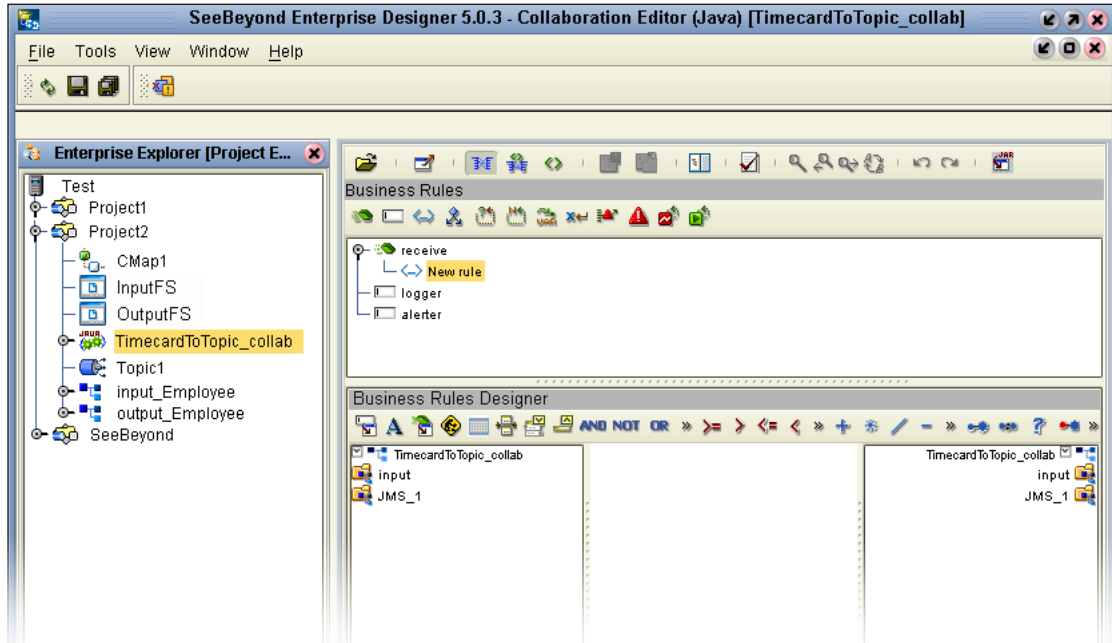 SeeBeyond Enterprise Designer 5.0.3 - Collaboration Editor (Java) [TimecardToTopic_collab]
File Tools View Window Help
Enterprise Explorer [Project E...
Test
Project1
Project2
CMap1
InputFS
OutputFS
JAVA
TimecardToTopic_collab
Topic1
input_Employee
output_Employee
SeeBeyond
JAR
Business Rules
receive
New rule
logger
alerter
Business Rules Designer
A AND NOT OR » >= > <= < » + / - » ? »
TimecardToTopic_collab
input
JMS_1
TimecardToTopic_collab
input
JMS_1